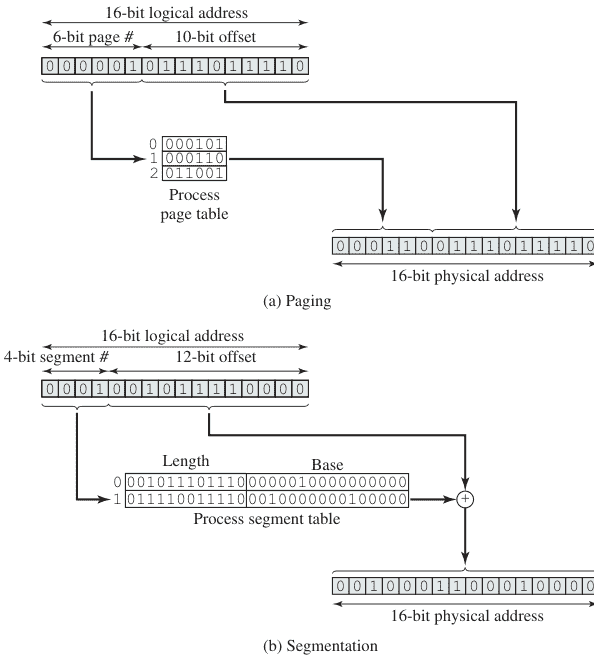 16-bit logical address
6-bit page # 10-bit offset
0 0 0 0 0 1 0 1 1 1 0 1 1 1 1 0
0 000101
1 000110
2 011001
Process
page table
0 0 0 1 1 0 0 1 1 1 0 1 1 1 1 0
16-bit physical address
(a) Paging
16-bit logical address
4-bit segment # 12-bit offset
0 0 0 1 0 0 1 0 1 1 1 1 0 0 0 0
Length Base
0 001011101110 0000010000000000
1 011110011110 0010000000100000
+
Process segment table
0 0 1 0 0 0 1 1 0 0 0 1 0 0 0 0
16-bit physical address
(b) Segmentation